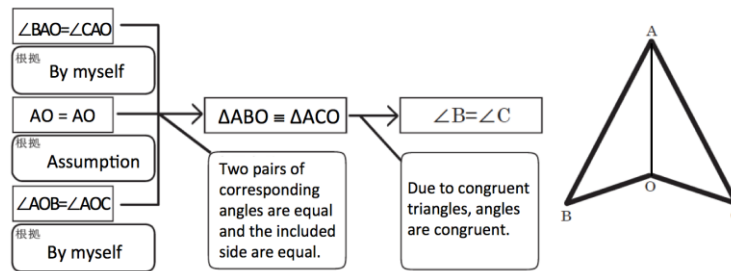 ∠BAO=∠CAO
根拠
By myself
AO = AO
根拠
Assumption
∠AOB=∠AOC
根拠
By myself
ΔABO ≡ ΔACO
Two pairs of
corresponding
angles are equal
and the included
side are equal.
∠B=∠C
Due to congruent
triangles, angles
are congruent.
A
O
B